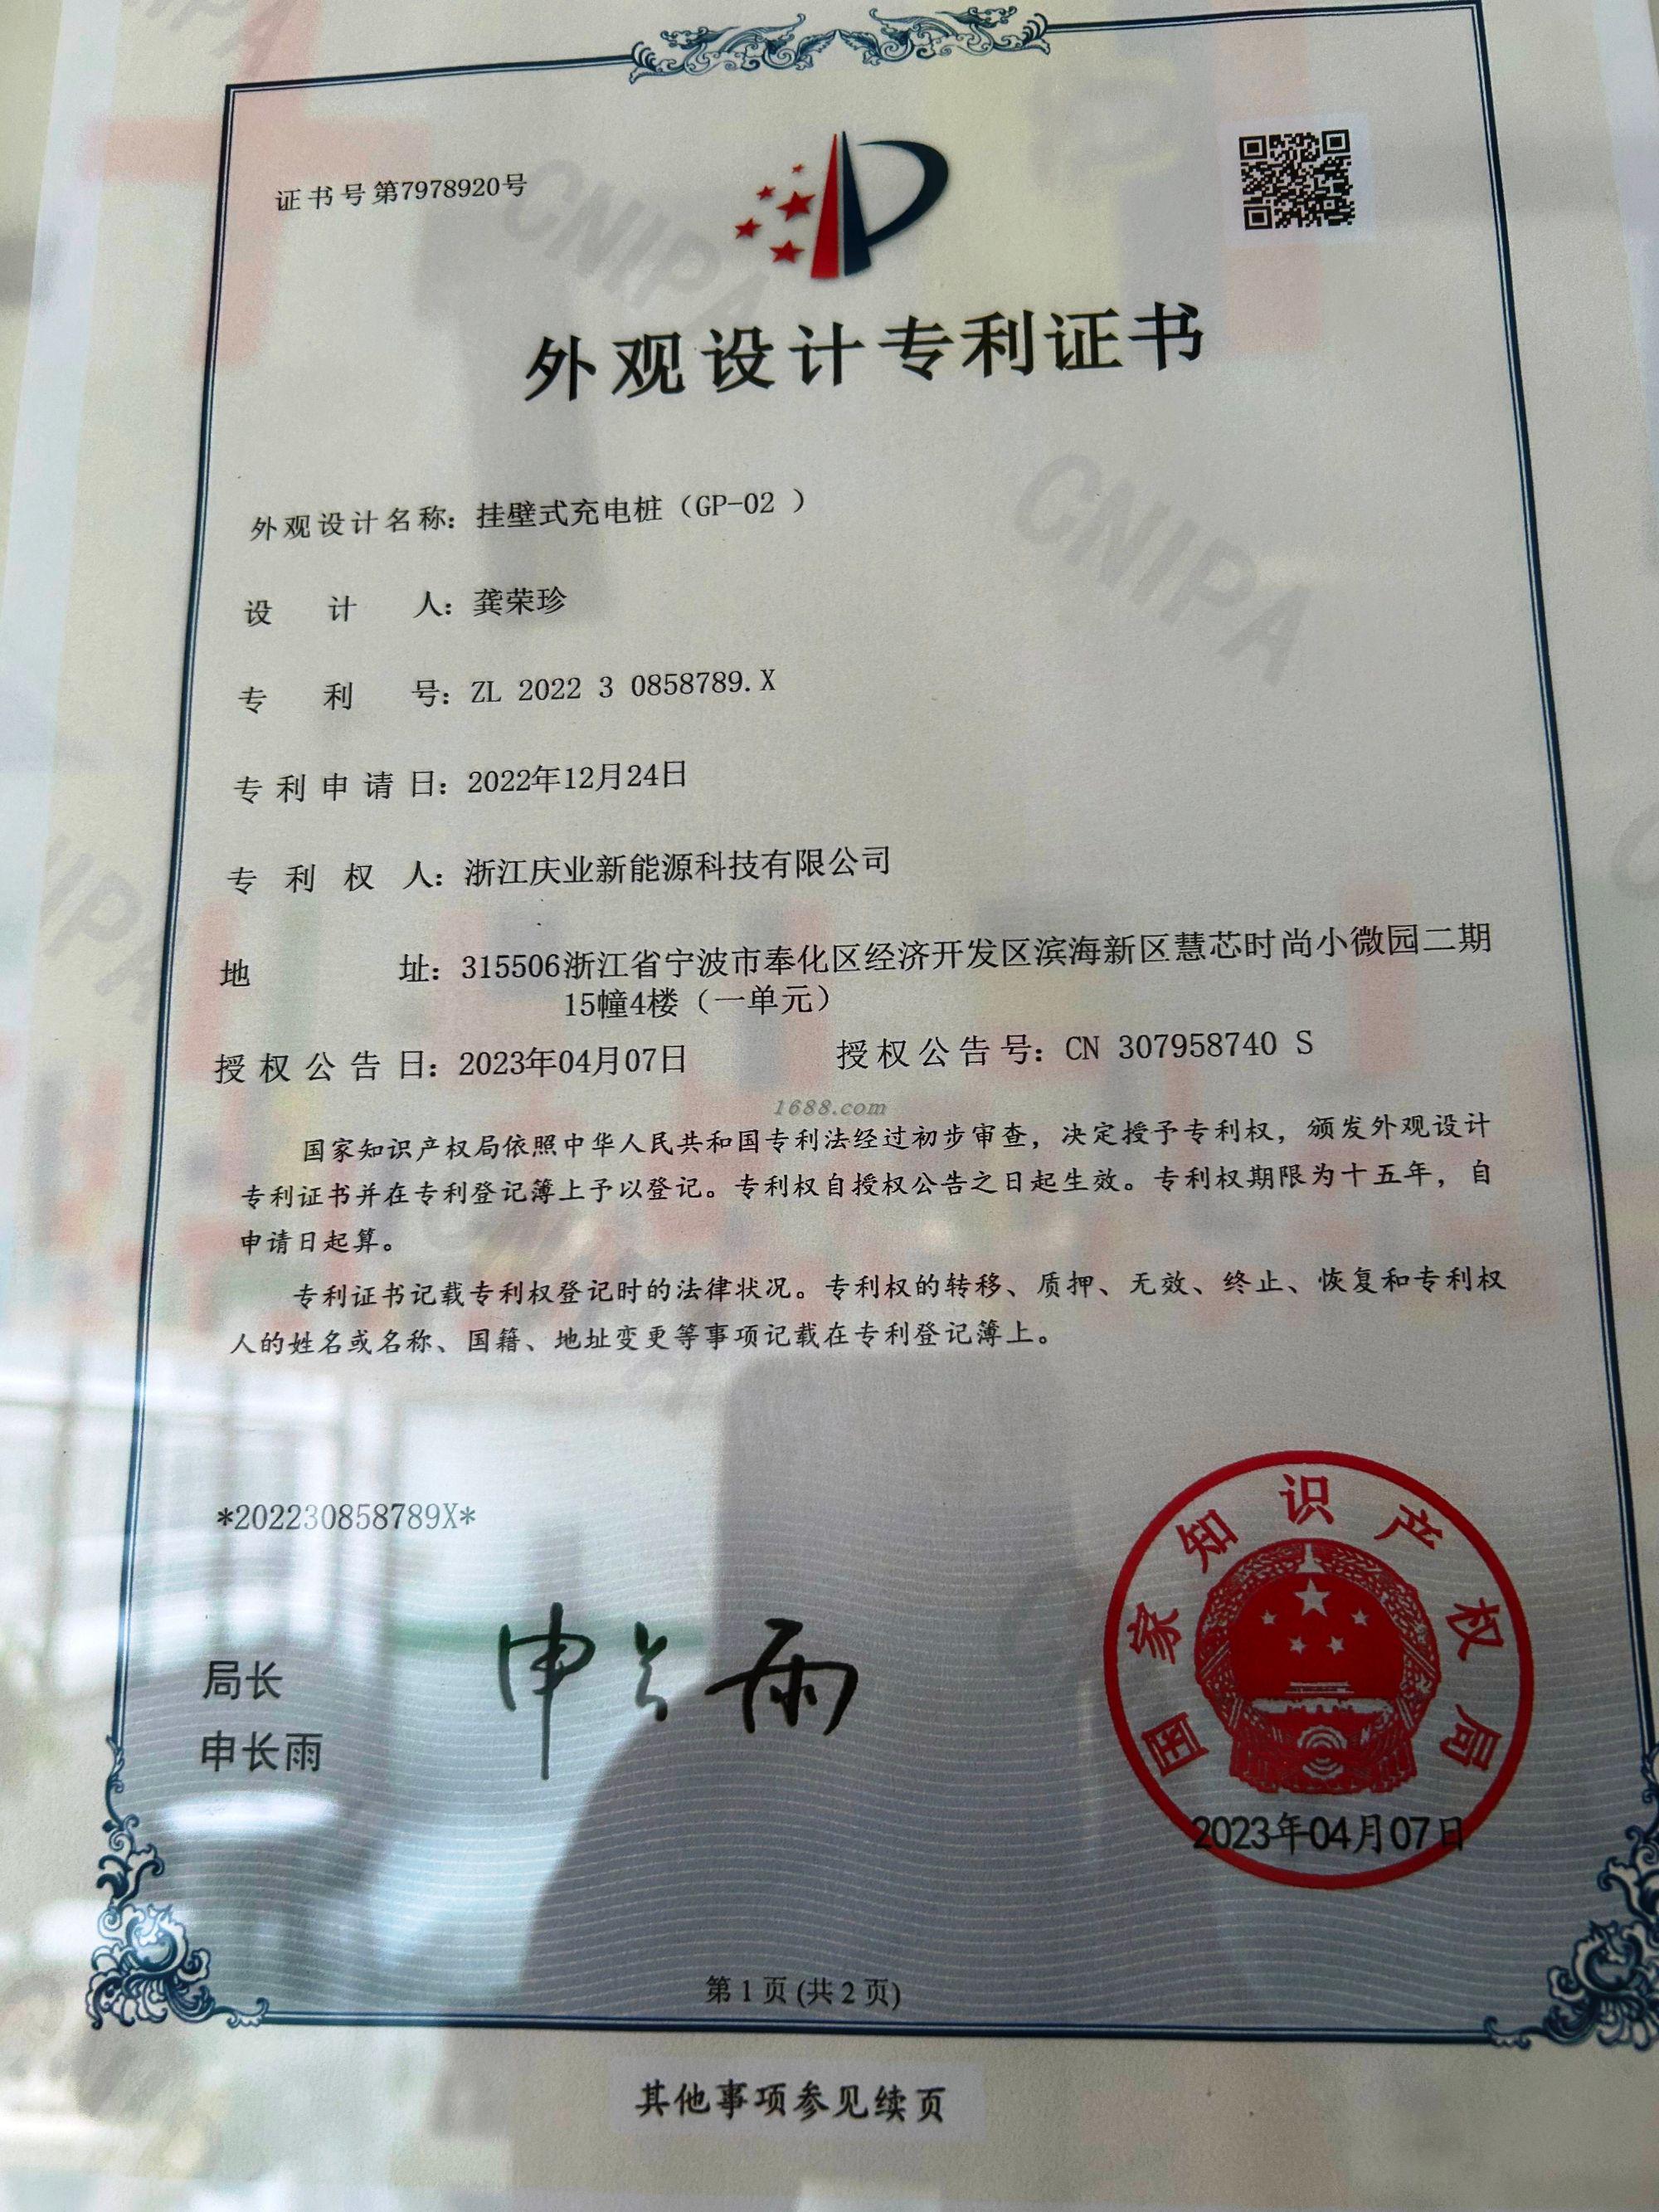 证书号第7978920号
外观设计专利证书
外观设计名称：挂壁式充电桩（GP-02 ）
设 计 人：龚荣珍
专 利 号：ZL 2022 3 0858789.X
专利申请日：2022年12月24日
专 利 权 人：浙江庆业新能源科技有限公司
地 址：315506浙江省宁波市奉化区经济开发区滨海新区慧芯时尚小微园二期
15幢4楼（一单元）
授权公告日：2023年04月07日 授权公告号：CN 307958740 S
1688.com
国家知识产权局依照中华人民共和国专利法经过初步审查，决定授予专利权，颁发外观设计
专利证书并在专利登记簿上予以登记。专利权自授权公告之日起生效。专利权期限为十五年，自
申请日起算。
专利证书记载专利权登记时的法律状况。专利权的转移、质押、无效、终止、恢复和专利权
人的姓名或名称、国籍、地址变更等事项记载在专利登记簿上。
*202230858789X*
局长
申长雨
申长雨
国家知识产权局
2023年04月07日
第 1 页 (共 2 页)
其他事项参见续页
CNIPA
CNIPA